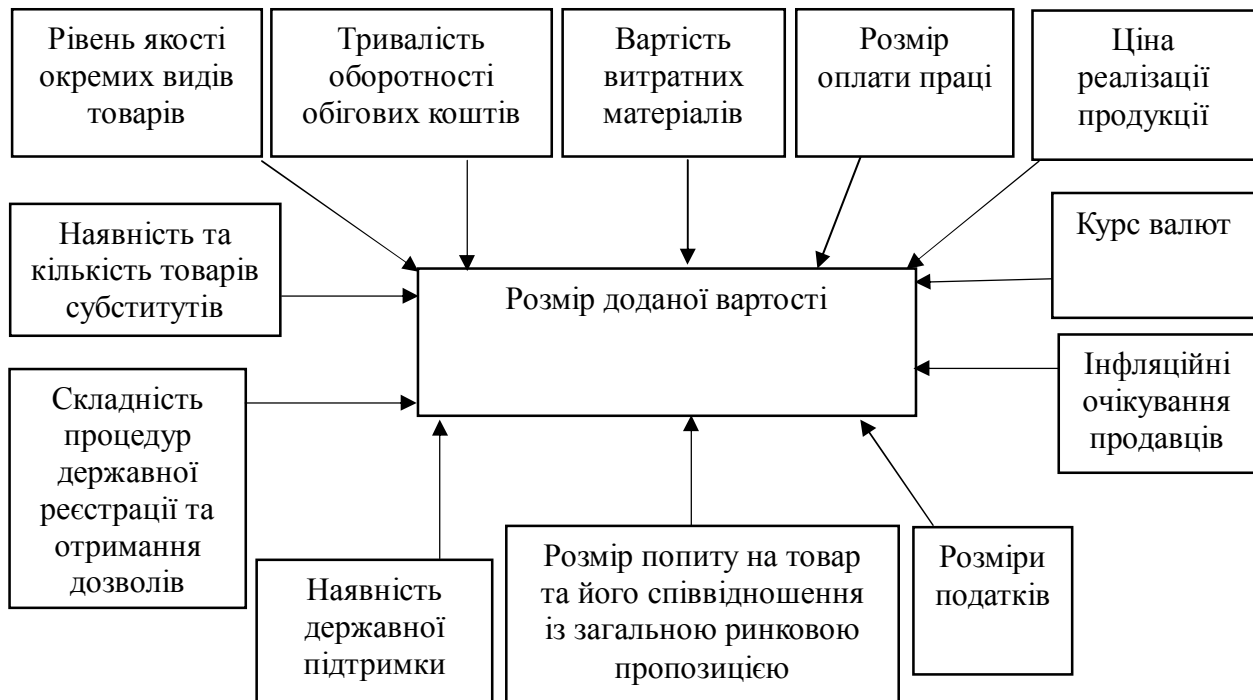 Рівень якості
окремих видів
товарів
Тривалість
оборотності
обігових коштів
Вартість
витратних
матеріалів
Розмір
оплати праці
Ціна
реалізації
продукції
Наявність та
кількість товарів
субститутів
Курс валют
Розмір доданої вартості
Складність
процедур
державної
реєстрації та
отримання
дозволів
Інфляційні
очікування
продавців
Наявність
державної
підтримки
Розмір попиту на товар
та його співвідношення
із загальною ринковою
пропозицією
Розміри
податків